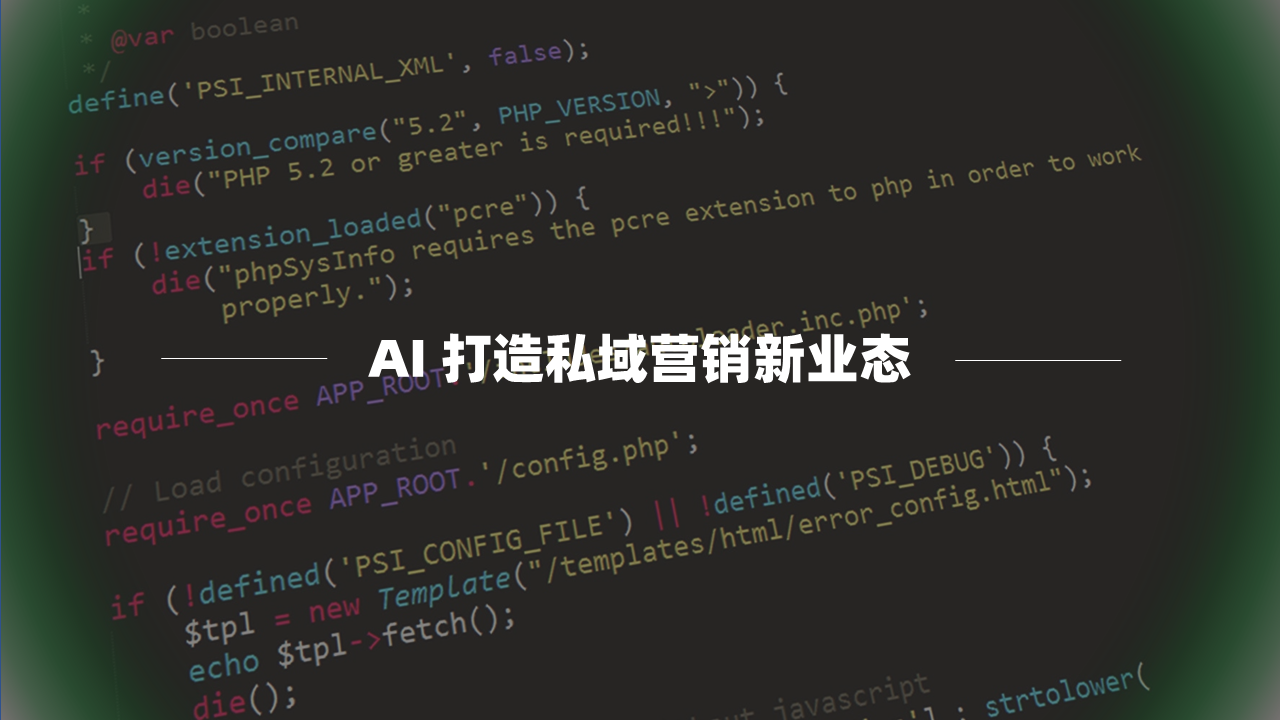 *
* @var boolean
*/
define('PSI_INTERNAL_XML', false);
if (version_compare("5.2", PHP_VERSION, ">")) {
die("PHP 5.2 or greater is required!!!");
}
if (!extension_loaded("pcre")) {
die("phpSysInfo requires the pcre extension to php in order to work
properly.");
}
AI 打造私域营销新业态
require_once APP_ROOT.'/ loader.inc.php';
// Load configuration
require_once APP_ROOT.'/config.php';
if (!defined('PSI_CONFIG_FILE') || !defined('PSI_DEBUG')) {
$tpl = new Template("/templates/html/error_config.html");
echo $tpl->fetch();
die();
javascript
strtolower(